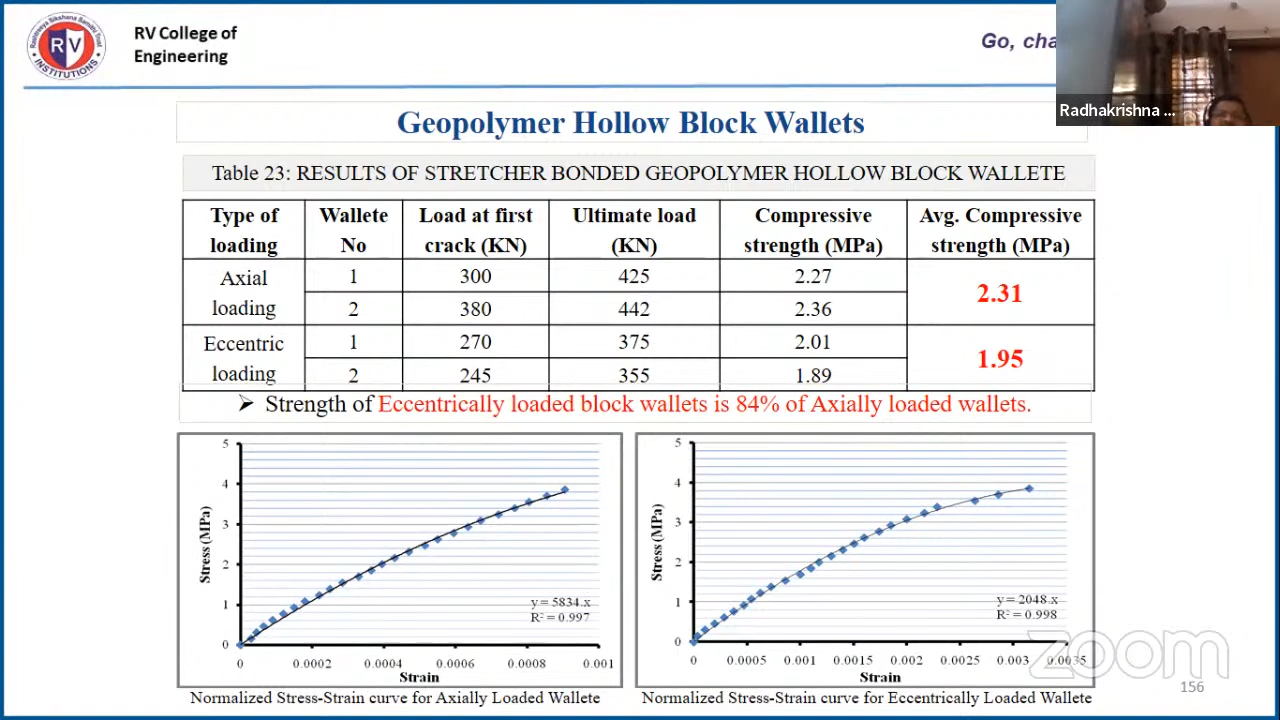 RV College of
Engineering
Go, cha
Radhakrishna ...
RV
INSTITUTIONS
Geopolymer Hollow Block Wallets
Table 23: RESULTS OF STRETCHER BONDED GEOPOLYMER HOLLOW BLOCK WALLETE
Type of loading Wallete No Load at first crack (KN) Ultimate load (KN) Compressive strength (MPa) Avg. Compressive strength (MPa)
Axial loading 1 300 425 2.27 2.31
2 380 442 2.36
Eccentric loading 1 270 375 2.01 1.95
2 245 355 1.89
➢ Strength of Eccentrically loaded block wallets is 84% of Axially loaded wallets.
5
4
3
2
1
0
Stress (MPa)
y = 5834.x
R² = 0.997
0 0.0002 0.0004 0.0006 0.0008 0.001
Strain
Normalized Stress-Strain curve for Axially Loaded Wallete
5
4
3
2
1
0
Stress (MPa)
y = 2048.x
R² = 0.998
0 0.0005 0.001 0.0015 0.002 0.0025 0.003 0.0035
Strain
Normalized Stress-Strain curve for Eccentrically Loaded Wallete
zoom
156